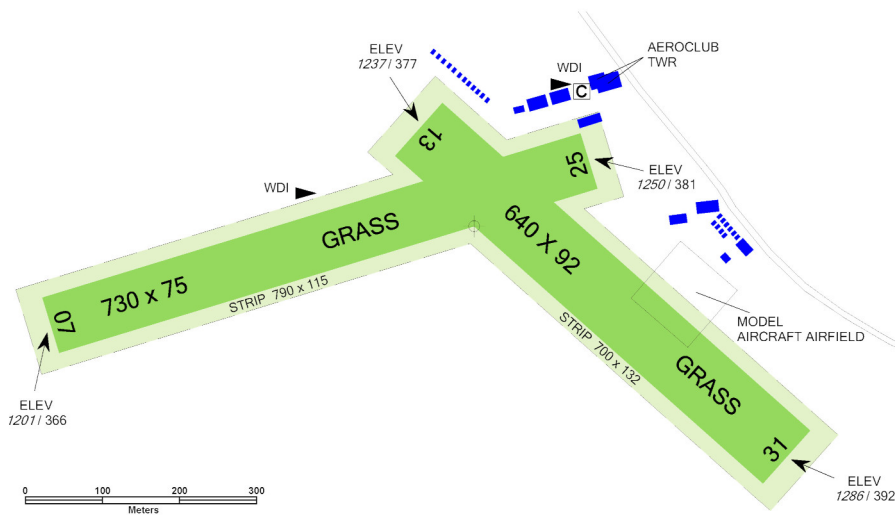 ELEV
1237 / 377
AEROCLUB
TWR
WDI
C
13
25
ELEV
1250 / 381
WDI
GRASS
640 X 92
730 x 75
STRIP 790 x 115
07
MODEL
AIRCRAFT AIRFIELD
STRIP 700 x 132
GRASS
ELEV
1201 / 366
31
ELEV
1286 / 392
0 100 200 300
Meters